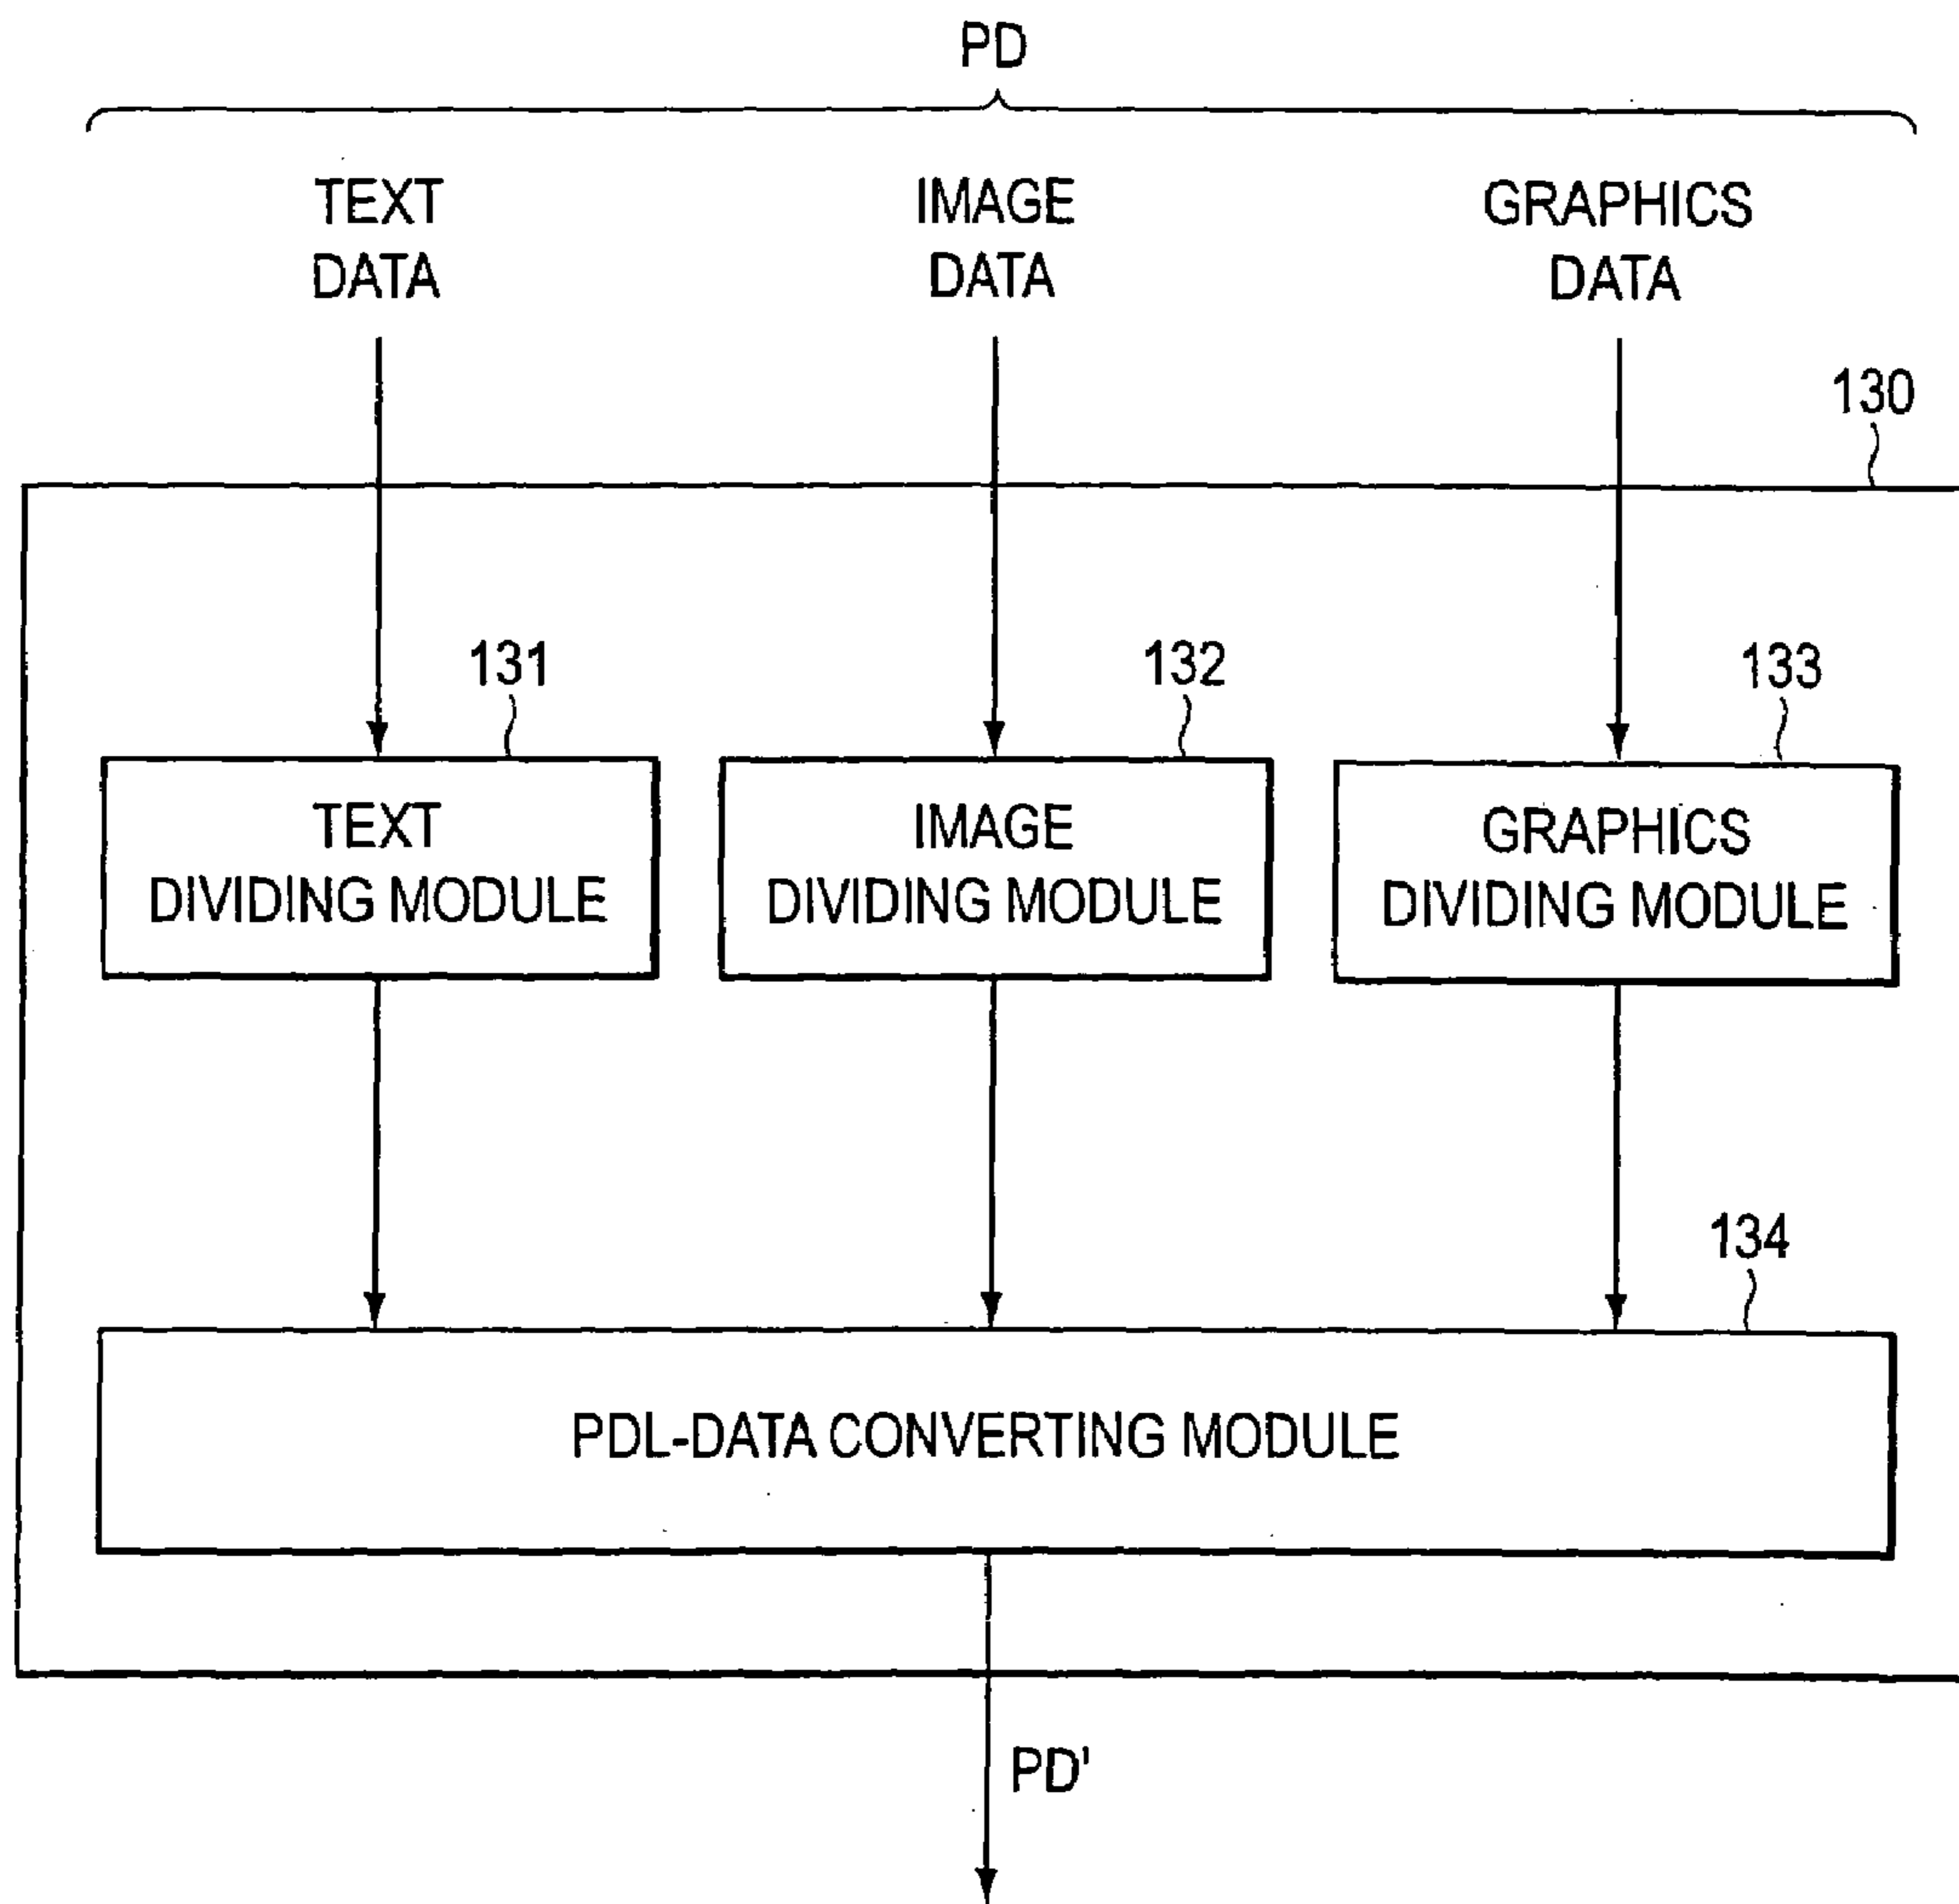 PD
TEXT
DATA
IMAGE
DATA
GRAPHICS
DATA
130
131
132
133
TEXT
DIVIDING MODULE
IMAGE
DIVIDING MODULE
GRAPHICS
DIVIDING MODULE
134
PDL-DATA CONVERTING MODULE
PD'